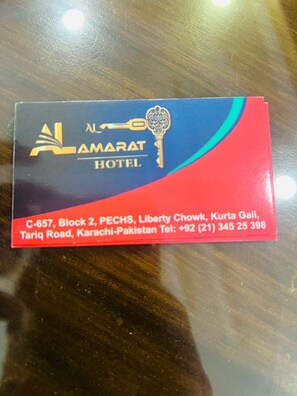 AL
AL AMARAT
HOTEL
C-657, Block 2, PECHS, Liberty Chowk, Kurta Gali,
Tariq Road, Karachi-Pakistan Tel: +92 (21) 345 25 398